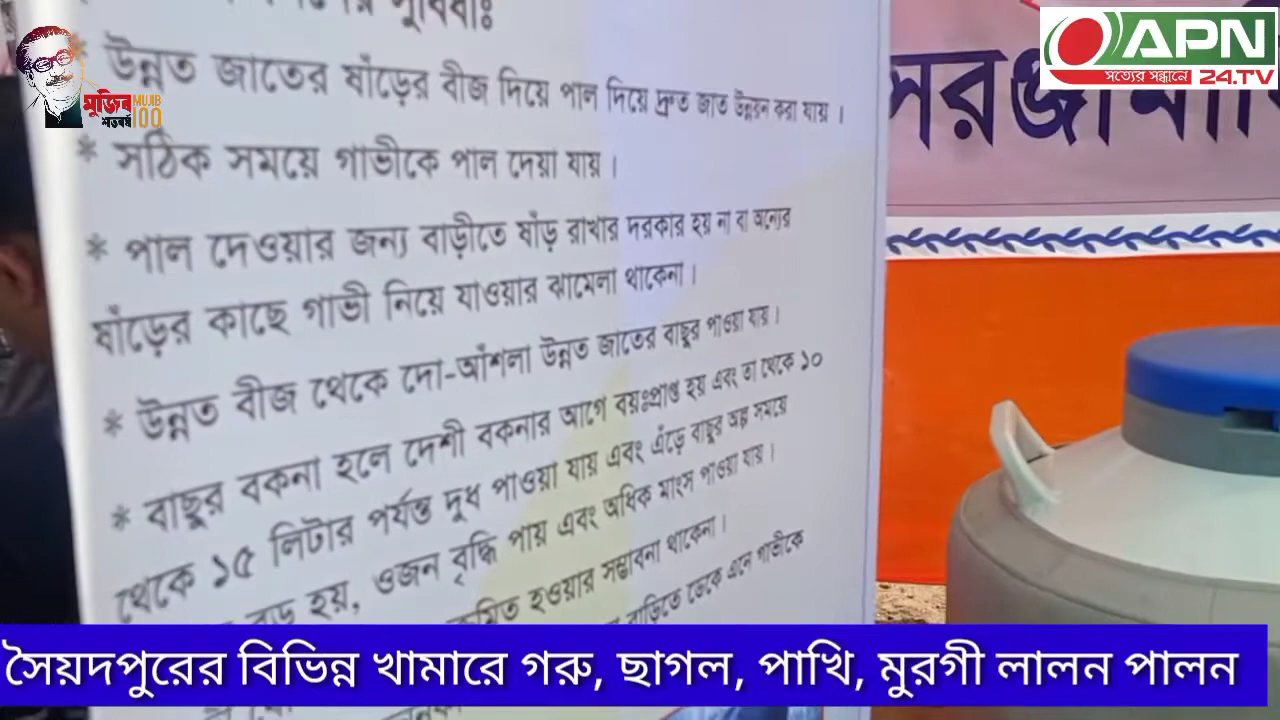 সুবিধাঃ
* উন্নত জাতের ষাঁড়ের বীজ দিয়ে পাল দিয়ে দ্রুত জাত উন্নয়ন করা যায় ।
* সঠিক সময়ে গাভীকে পাল দেয়া যায় ।
* পাল দেওয়ার জন্য বাড়ীতে ষাঁড় রাখার দরকার হয় না বা অন্যের
ষাঁড়ের কাছে গাভী নিয়ে যাওয়ার ঝামেলা থাকেনা ।
* উন্নত বীজ থেকে দো-আঁশলা উন্নত জাতের বাছুর পাওয়া যায় ।
* বাছুর বকনা হলে দেশী বকনার আগে বয়ঃপ্রাপ্ত হয় এবং তা থেকে ১০
থেকে ১৫ লিটার পর্যন্ত দুধ পাওয়া যায় এবং এঁড়ে বাছুর অল্প সময়ে
বড় হয়, ওজন বৃদ্ধি পায় এবং অধিক মাংস পাওয়া যায় ।
হওয়ার সম্ভাবনা থাকেনা ।
বাড়িতে ডেকে এনে গাভীকে
মুজিব শতবর্ষ MUJIB 100
APN
সত্যের সন্ধানে 24.TV
সৈয়দপুরের বিভিন্ন খামারে গরু, ছাগল, পাখি, মুরগী লালন পালন